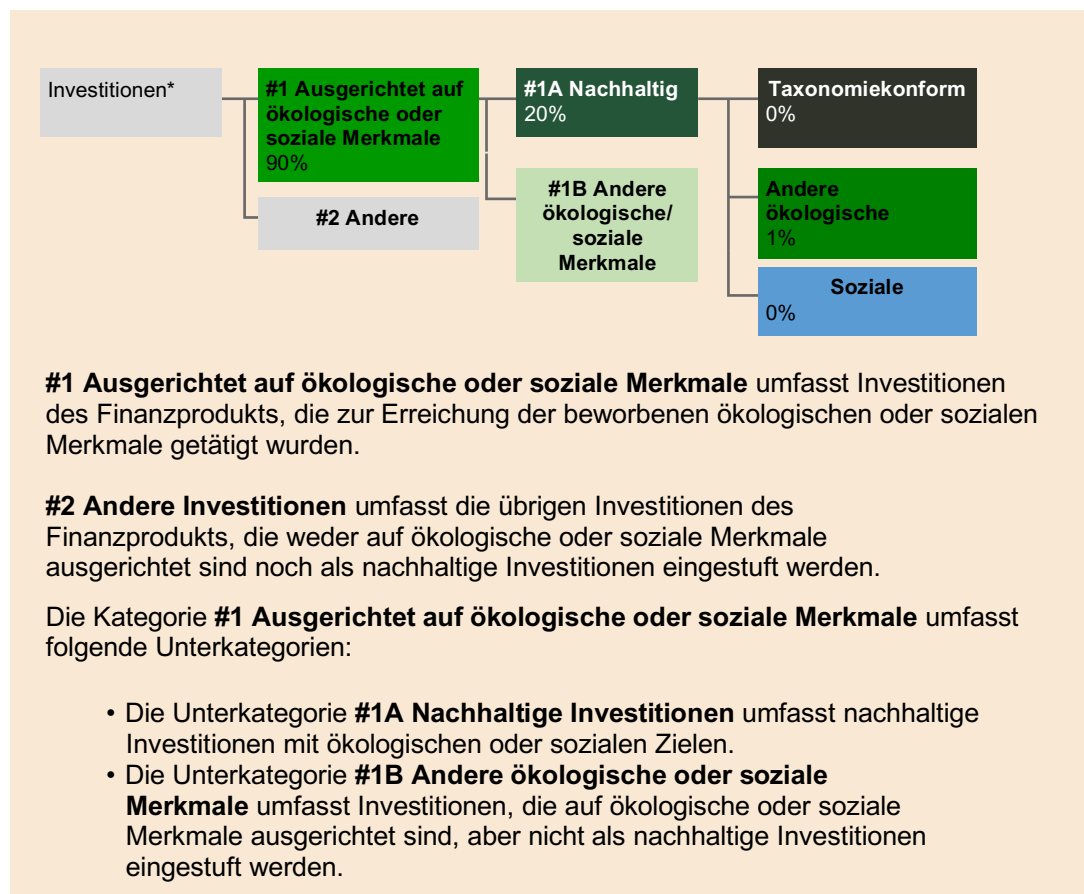 Investitionen*
#1 Ausgerichtet auf
ökologische oder
soziale Merkmale
90%
#2 Andere
#1A Nachhaltig
20%
#1B Andere
ökologische/
soziale
Merkmale
Taxonomiekonform
0%
Andere
ökologische
1%
Soziale
0%
#1 Ausgerichtet auf ökologische oder soziale Merkmale umfasst Investitionen
des Finanzprodukts, die zur Erreichung der beworbenen ökologischen oder sozialen
Merkmale getätigt wurden.
#2 Andere Investitionen umfasst die übrigen Investitionen des
Finanzprodukts, die weder auf ökologische oder soziale Merkmale
ausgerichtet sind noch als nachhaltige Investitionen eingestuft werden.
Die Kategorie #1 Ausgerichtet auf ökologische oder soziale Merkmale umfasst
folgende Unterkategorien:
• Die Unterkategorie #1A Nachhaltige Investitionen umfasst nachhaltige
Investitionen mit ökologischen oder sozialen Zielen.
• Die Unterkategorie #1B Andere ökologische oder soziale
Merkmale umfasst Investitionen, die auf ökologische oder soziale
Merkmale ausgerichtet sind, aber nicht als nachhaltige Investitionen
eingestuft werden.